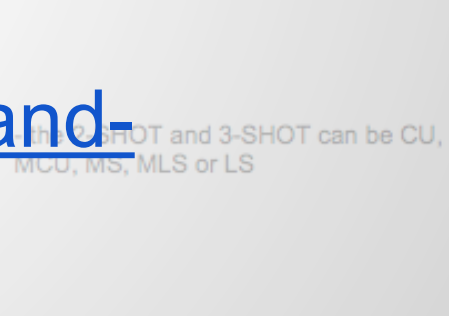 and-
- the 2-SHOT and 3-SHOT can be CU,
MCU, MS, MLS or LS